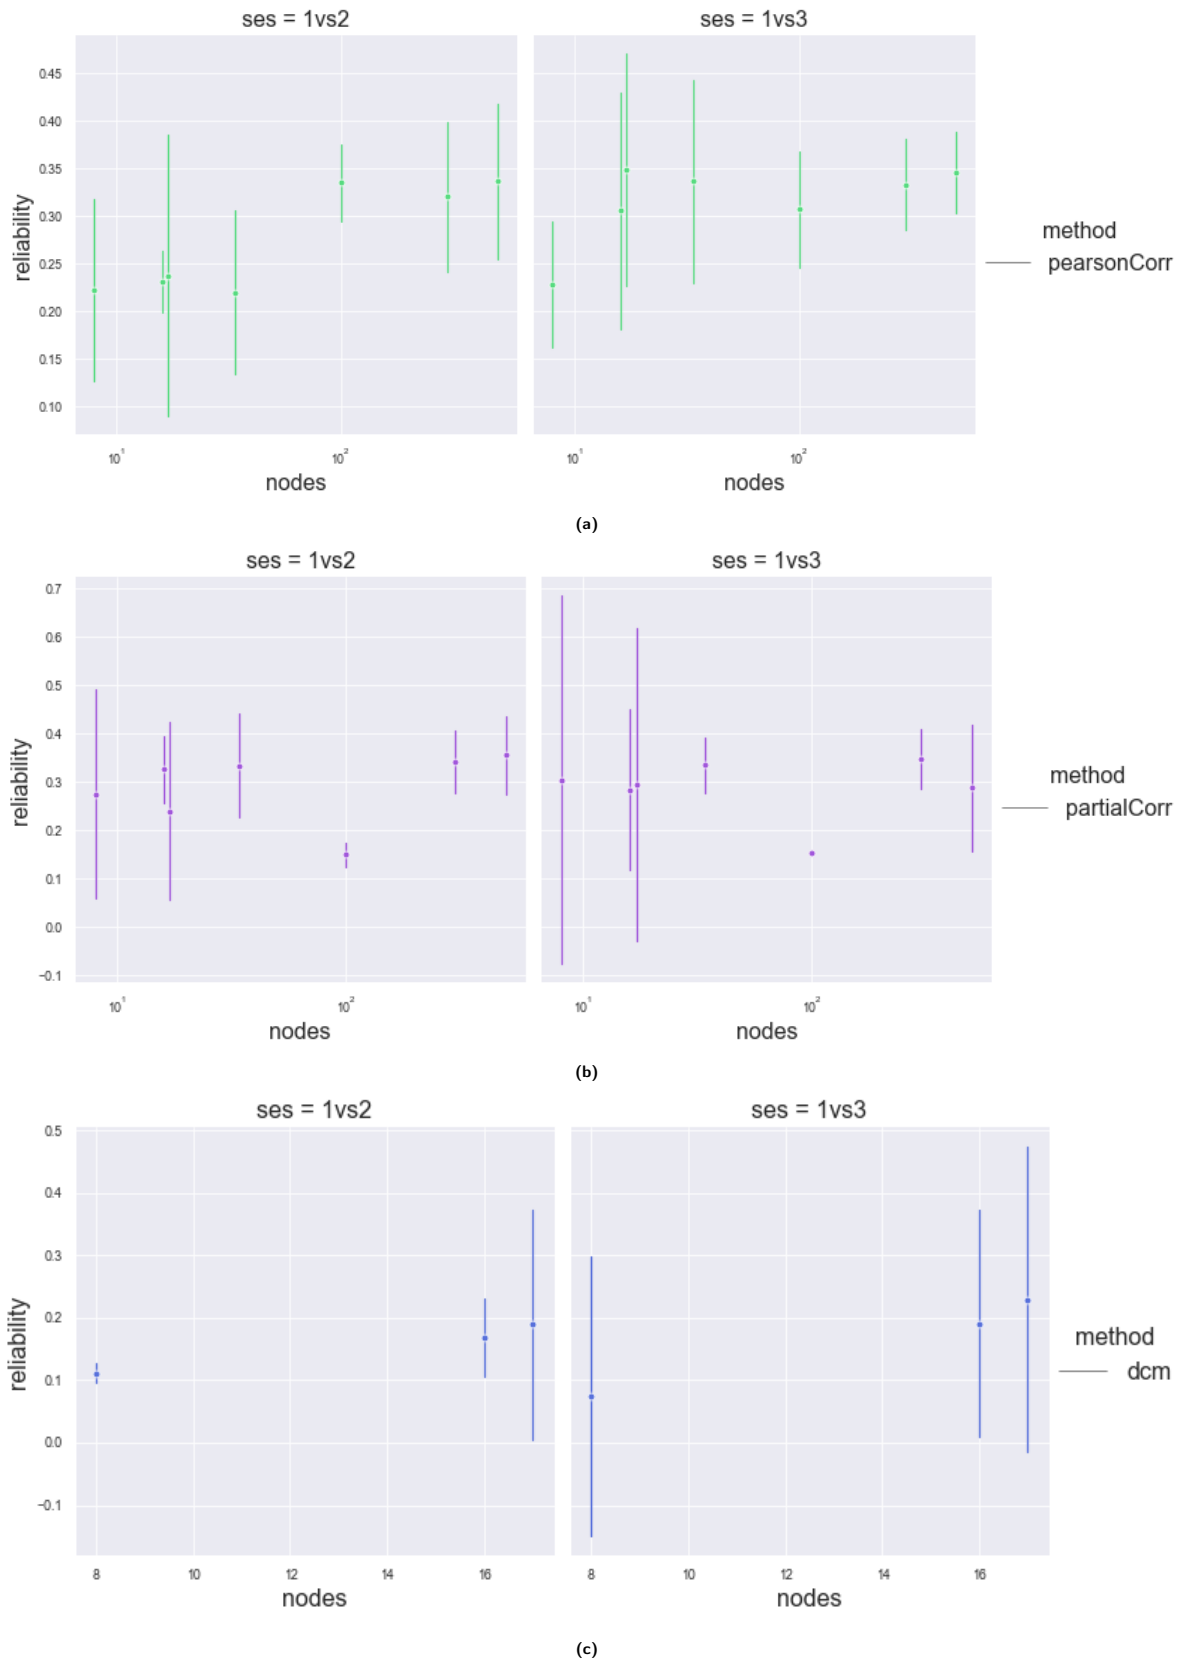 ses = 1vs2
ses = 1vs3
reliability
0.45
0.40
0.35
0.30
0.25
0.20
0.15
0.10
10¹
10²
10¹
10²
nodes
nodes
method
pearsonCorr
(a)
ses = 1vs2
ses = 1vs3
reliability
0.7
0.6
0.5
0.4
0.3
0.2
0.1
0.0
−0.1
10¹
10²
10¹
10²
nodes
nodes
method
partialCorr
(b)
ses = 1vs2
ses = 1vs3
reliability
0.5
0.4
0.3
0.2
0.1
0.0
−0.1
8 10 12 14 16
8 10 12 14 16
nodes
nodes
method
dcm
(c)